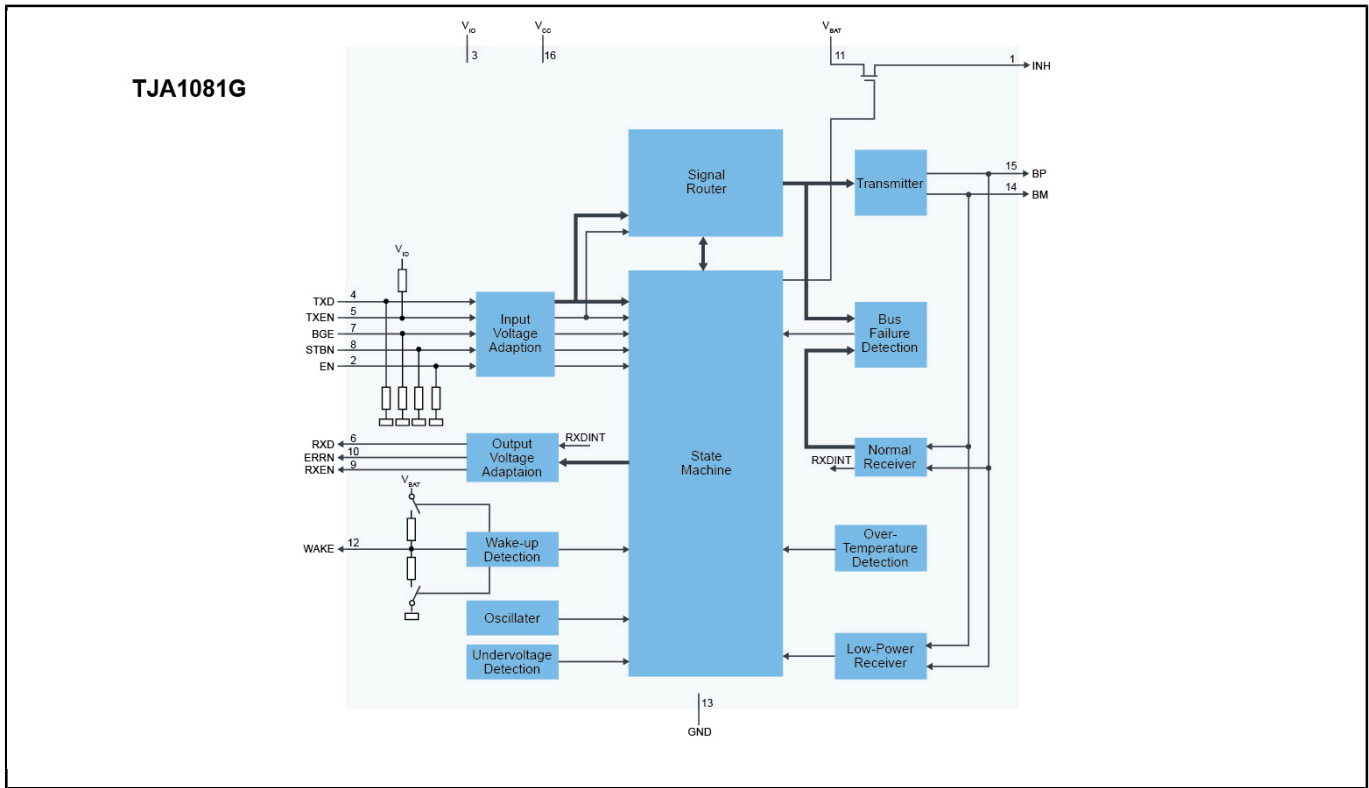 VIO
VCC
VBAT
3
16
11
1
INH
TJA1081G
Signal
Router
Transmitter
15
BP
14
BM
VIO
TXD
4
TXEN
5
BGE
7
STBN
8
EN
2
Input
Voltage
Adaption
Bus
Failure
Detection
RXD
6
ERRN
10
RXEN
9
Output
Voltage
Adaptaion
RXDINT
State
Machine
RXDINT
Normal
Receiver
VBAT
WAKE
12
Wake-up
Detection
Over-
Temperature
Detection
Oscillater
Undervoltage
Detection
Low-Power
Receiver
13
GND